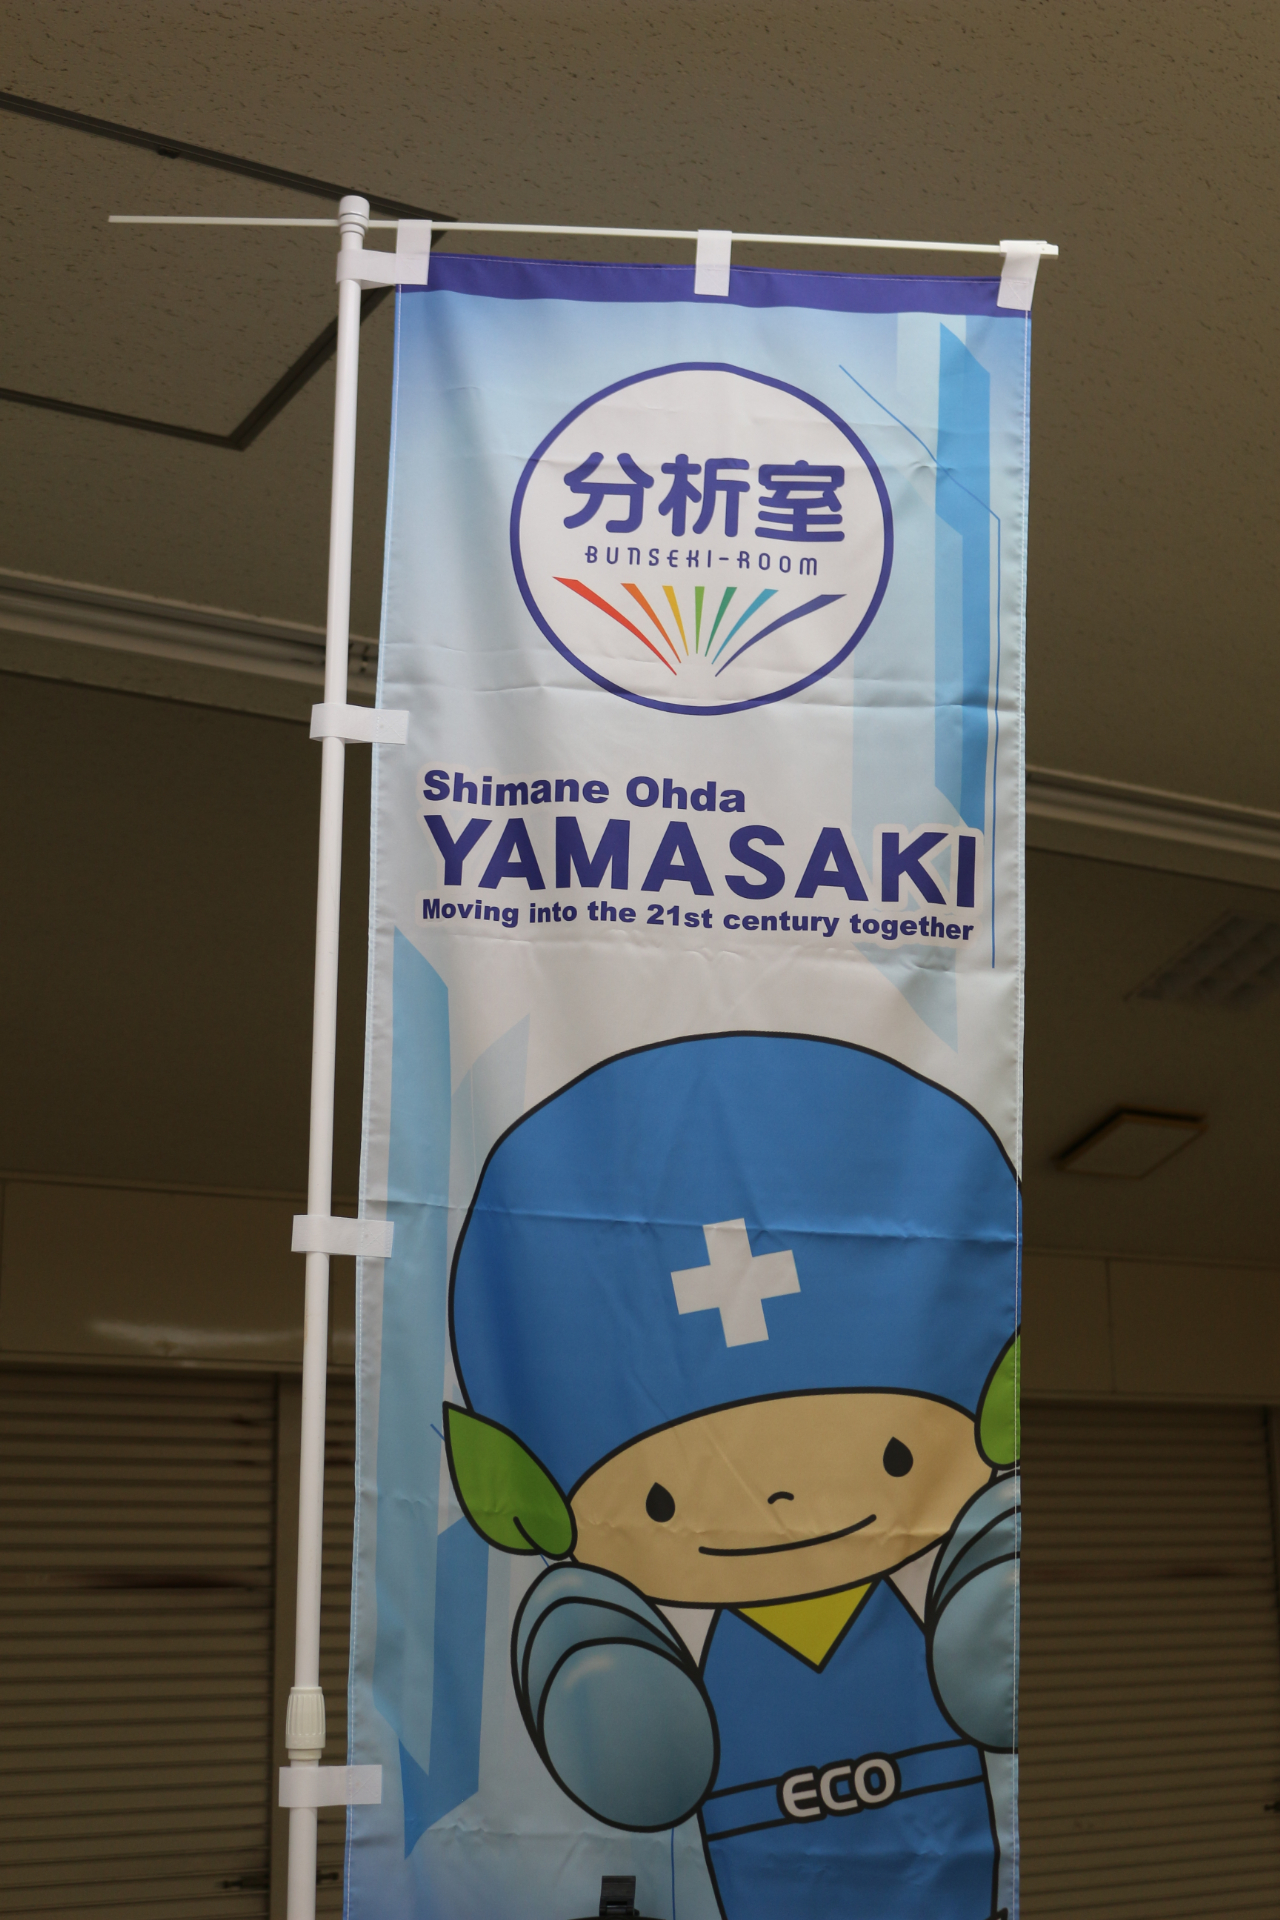 分析室
BUNSEKI-ROOM
Shimane Ohda
YAMASAKI
Moving into the 21st century together
ECO